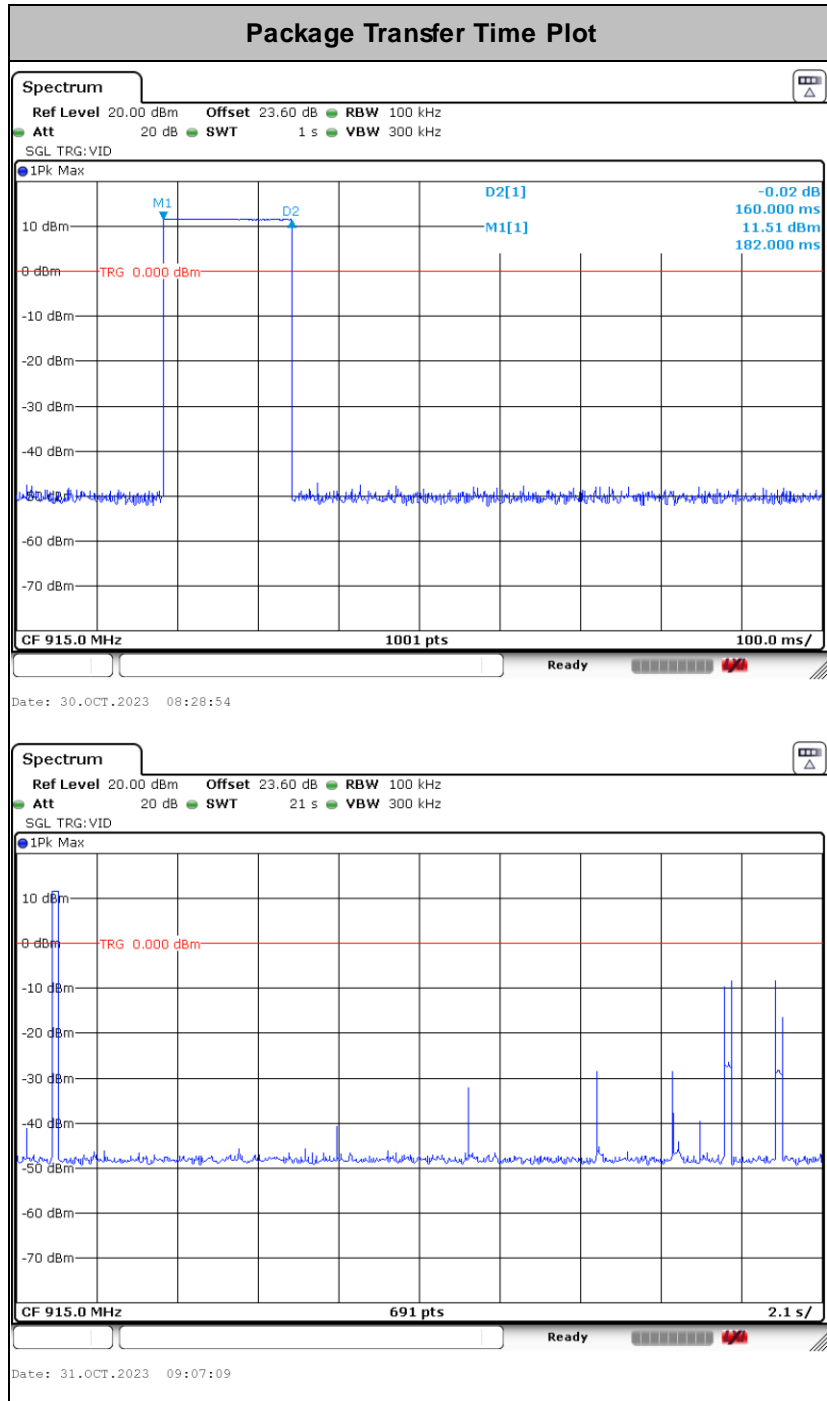 Package Transfer Time Plot
Spectrum
Ref Level 20.00 dBm Offset 23.60 dB RBW 100 kHz
Att 20 dB SWT 1 s VBW 300 kHz
SGL TRG:VID
1Pk Max
D2[1] -0.02 dB
160.000 ms
M1[1] 11.51 dBm
182.000 ms
M1
D2
10 dBm
0 dBm
TRG 0.000 dBm
-10 dBm
-20 dBm
-30 dBm
-40 dBm
-50 dBm
-60 dBm
-70 dBm
CF 915.0 MHz 1001 pts 100.0 ms/
Ready
Date: 30.OCT.2023 08:28:54
Spectrum
Ref Level 20.00 dBm Offset 23.60 dB RBW 100 kHz
Att 20 dB SWT 21 s VBW 300 kHz
SGL TRG:VID
1Pk Max
10 dBm
0 dBm
TRG 0.000 dBm
-10 dBm
-20 dBm
-30 dBm
-40 dBm
-50 dBm
-60 dBm
-70 dBm
CF 915.0 MHz 691 pts 2.1 s/
Ready
Date: 31.OCT.2023 09:07:09